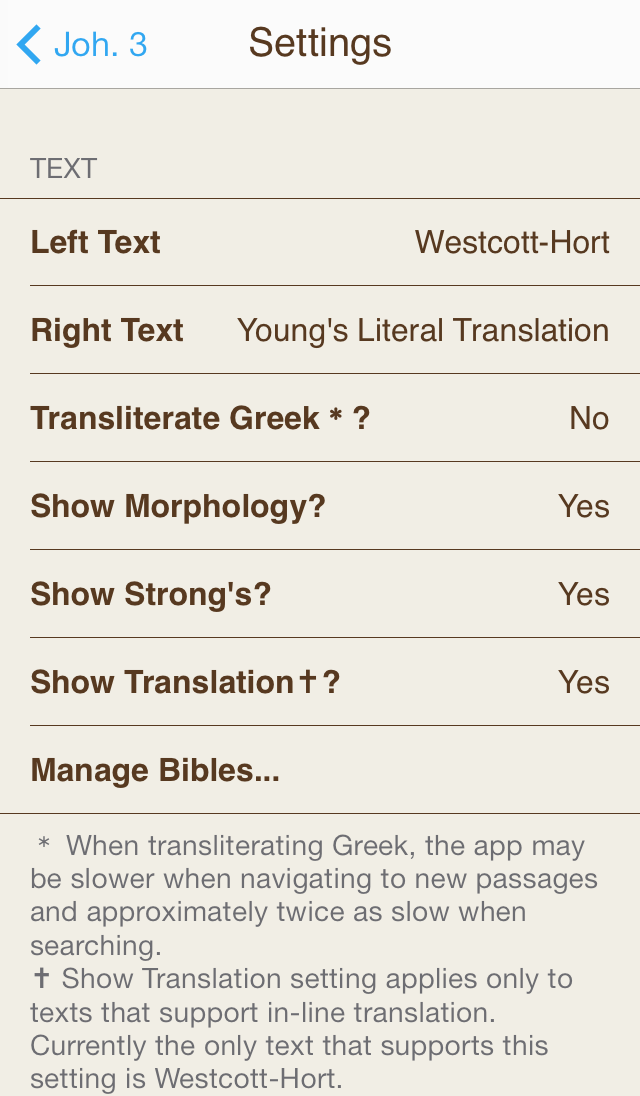 Joh. 3 Settings
TEXT
Left Text Westcott-Hort
Right Text Young's Literal Translation
Transliterate Greek * ? No
Show Morphology? Yes
Show Strong's? Yes
Show Translation✝? Yes
Manage Bibles...
* When transliterating Greek, the app may
be slower when navigating to new passages
and approximately twice as slow when
searching.
✝ Show Translation setting applies only to
texts that support in-line translation.
Currently the only text that supports this
setting is Westcott-Hort.